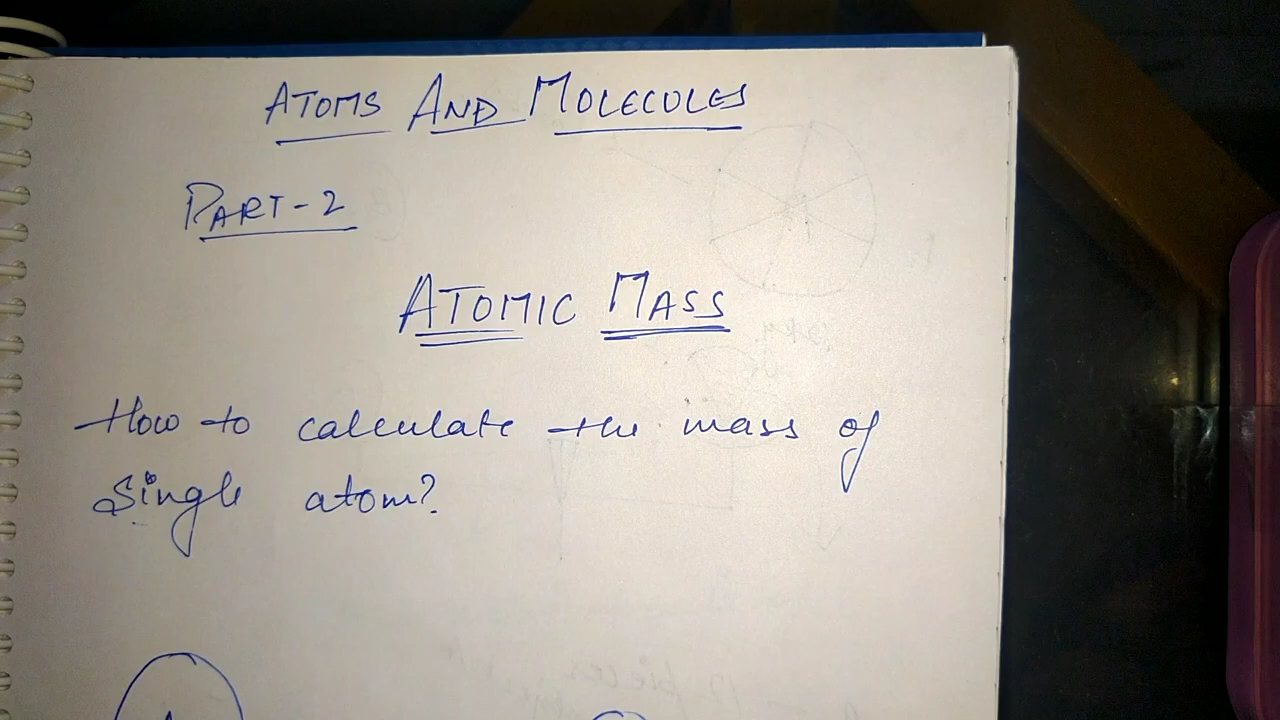 ATOMS AND MOLECULES
PART-2
ATOMIC MASS
How to calculate the mass of
single atom?